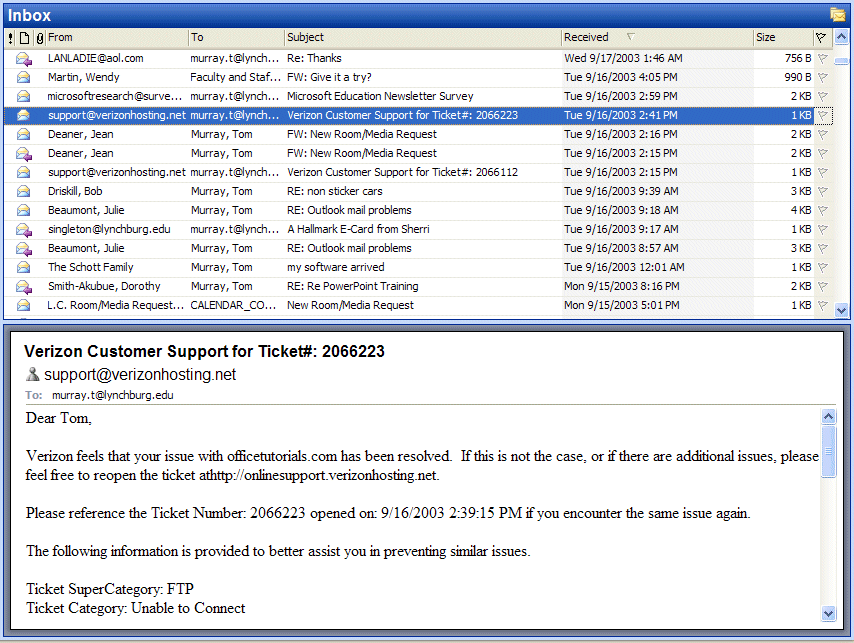 Inbox
! From To Subject Received Size
LANLADIE@aol.com murray.t@lynch... Re: Thanks Wed 9/17/2003 1:46 AM 756 B
Martin, Wendy Faculty and Staf... FW: Give it a try? Tue 9/16/2003 4:05 PM 990 B
microsoftresearch@surve... murray.t@lynch... Microsoft Education Newsletter Survey Tue 9/16/2003 2:59 PM 2 KB
support@verizonhosting.net murray.t@lynch... Verizon Customer Support for Ticket#: 2066223 Tue 9/16/2003 2:41 PM 1 KB
Deaner, Jean Murray, Tom FW: New Room/Media Request Tue 9/16/2003 2:16 PM 2 KB
Deaner, Jean Murray, Tom FW: New Room/Media Request Tue 9/16/2003 2:15 PM 2 KB
support@verizonhosting.net murray.t@lynch... Verizon Customer Support for Ticket#: 2066112 Tue 9/16/2003 2:15 PM 1 KB
Driskill, Bob Murray, Tom RE: non sticker cars Tue 9/16/2003 9:39 AM 3 KB
Beaumont, Julie Murray, Tom RE: Outlook mail problems Tue 9/16/2003 9:18 AM 4 KB
singleton@lynchburg.edu murray.t@lynch... A Hallmark E-Card from Sherri Tue 9/16/2003 9:17 AM 1 KB
Beaumont, Julie Murray, Tom RE: Outlook mail problems Tue 9/16/2003 8:57 AM 3 KB
The Schott Family Murray, Tom my software arrived Tue 9/16/2003 12:01 AM 1 KB
Smith-Akubue, Dorothy Murray, Tom RE: Re PowerPoint Training Mon 9/15/2003 8:16 PM 2 KB
L.C. Room/Media Request... CALENDAR_CO... New Room/Media Request Mon 9/15/2003 5:01 PM 1 KB
Verizon Customer Support for Ticket#: 2066223
support@verizonhosting.net
To: murray.t@lynchburg.edu
Dear Tom,
Verizon feels that your issue with officetutorials.com has been resolved. If this is not the case, or if there are additional issues, please
feel free to reopen the ticket athttp://onlinesupport.verizonhosting.net.
Please reference the Ticket Number: 2066223 opened on: 9/16/2003 2:39:15 PM if you encounter the same issue again.
The following information is provided to better assist you in preventing similar issues.
Ticket SuperCategory: FTP
Ticket Category: Unable to Connect